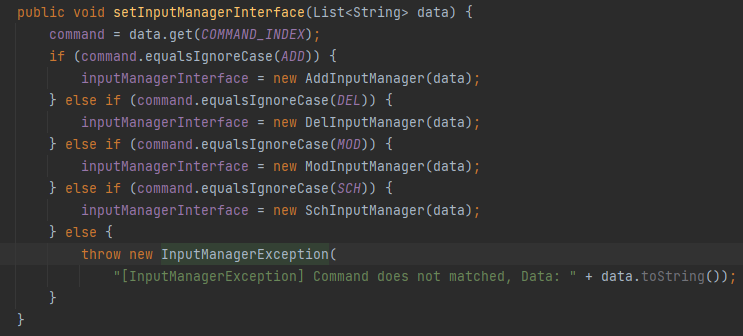 public void setInputManagerInterface(List<String> data) {
    command = data.get(COMMAND_INDEX);
    if (command.equalsIgnoreCase(ADD)) {
        inputManagerInterface = new AddInputManager(data);
    } else if (command.equalsIgnoreCase(DEL)) {
        inputManagerInterface = new DelInputManager(data);
    } else if (command.equalsIgnoreCase(MOD)) {
        inputManagerInterface = new ModInputManager(data);
    } else if (command.equalsIgnoreCase(SCH)) {
        inputManagerInterface = new SchInputManager(data);
    } else {
        throw new InputManagerException(
            "[InputManagerException] Command does not matched, Data: " + data.toString());
    }
}